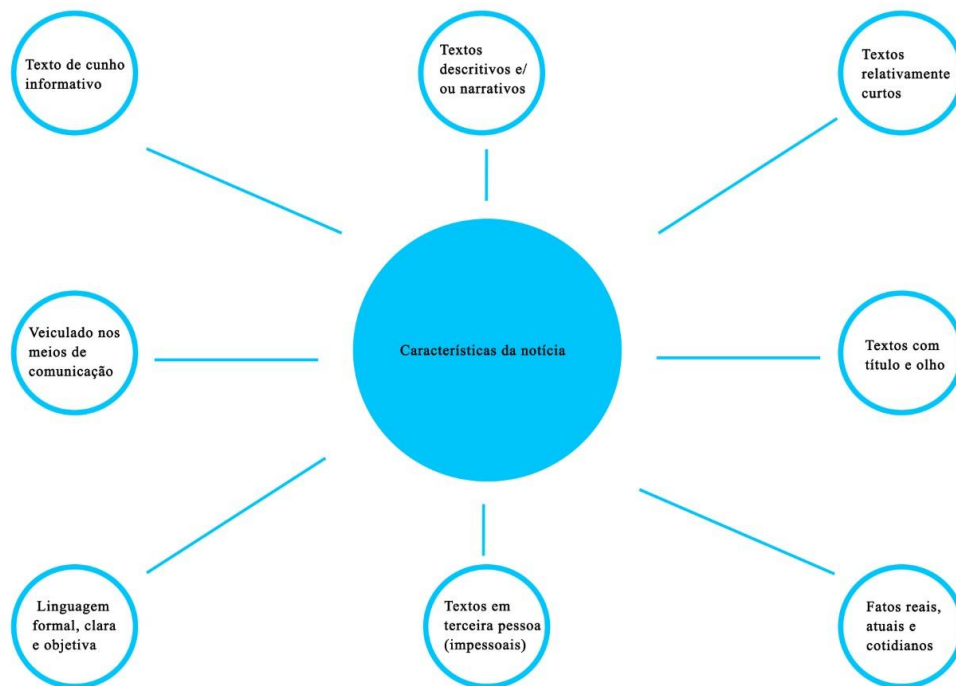 Texto de cunho
informativo
Textos
descritivos e/
ou narrativos
Textos
relativamente
curtos
Veiculado nos
meios de
comunicação
Características da notícia
Textos com
título e olho
Linguagem
formal, clara
e objetiva
Textos em
terceira pessoa
(impessoais)
Fatos reais,
atuais e
cotidianos